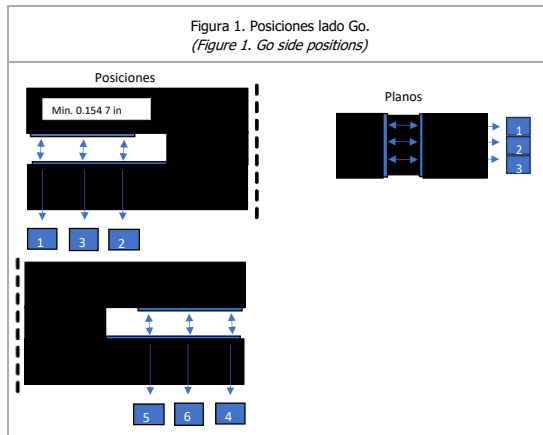 Figura 1. Posiciones lado Go.
(Figure 1. Go side positions)
Posiciones
Min. 0.154 7 in
1 3 2
Planos
1
2
3
5 6 4